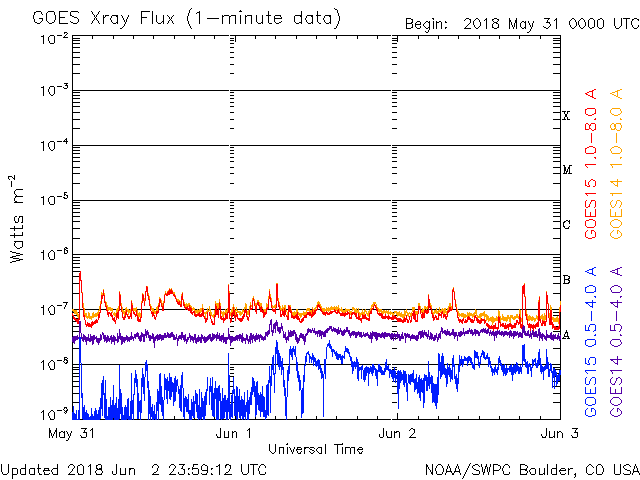 GOES Xray Flux (1-minute data)
Begin: 2018 May 31 0000 UTC
10-2
10-3
10-4
10-5
10-6
10-7
10-8
10-9
Watts m-2
X
M
C
B
A
GOES15 1.0-8.0 A
GOES14 1.0-8.0 A
GOES15 0.5-4.0 A
GOES14 0.5-4.0 A
May 31
Jun 1
Jun 2
Jun 3
Universal Time
Updated 2018 Jun 2 23:59:12 UTC
NOAA/SWPC Boulder, CO USA